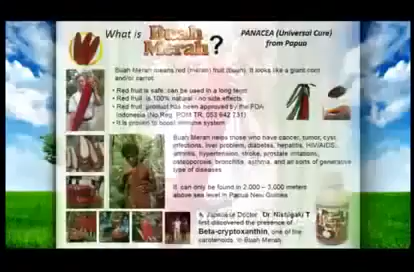 What is Buah Merah?
PANACEA (Universal Cure)
from Papua
Buah Merah means red (merah) fruit (buah). It looks like a giant corn
and/or carrot
• Red fruit is safe, can be used in a long term
• Red fruit is 100% natural - no side effects
• Red fruit product has been approved by the FDA
Indonesia (No.Reg. POM TR. 053 642 731)
• It is proven to boost immune system
Buah Merah helps those who have cancer, tumor, cyst,
infections, liver problem, diabetes, hepatitis, HIV/AIDS,
arthritis, hypertension, stroke, prostate irritations,
osteoporosis, bronchitis, asthma, and all sorts of generative
type of diseases
It can only be found in 2.000 – 3.000 meters
above sea level in Papua New Guinea
A Japanese Doctor Dr. Nishigaki T
first discovered the presence of
Beta-cryptoxanthin, one of the
carotenoids, in Buah Merah